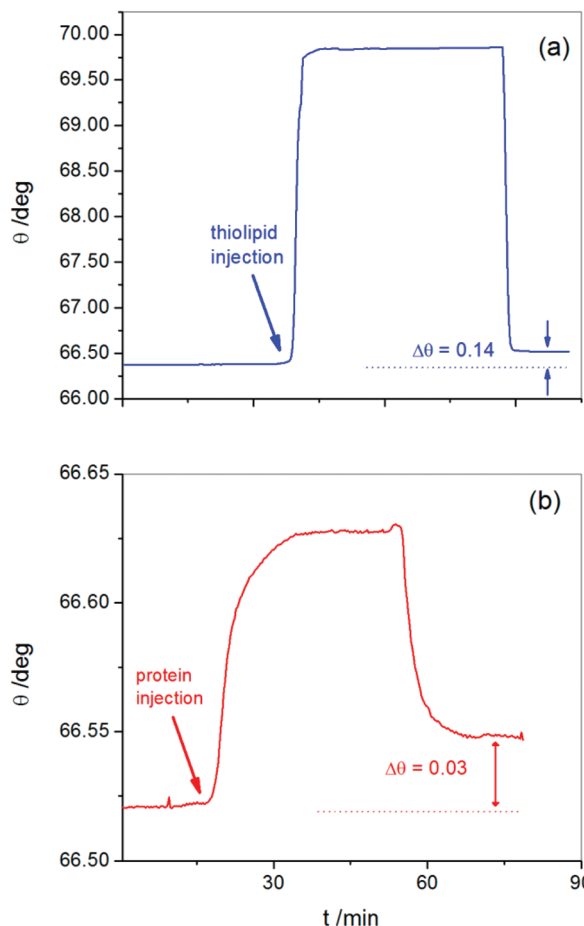 (a)
70.00
69.50
69.00
68.50
68.00
67.50
67.00
66.50
66.00
θ /deg
thiolipid
injection
Δθ = 0.14
(b)
66.65
66.60
66.55
66.50
θ /deg
protein
injection
Δθ = 0.03
30 60 90
t /min